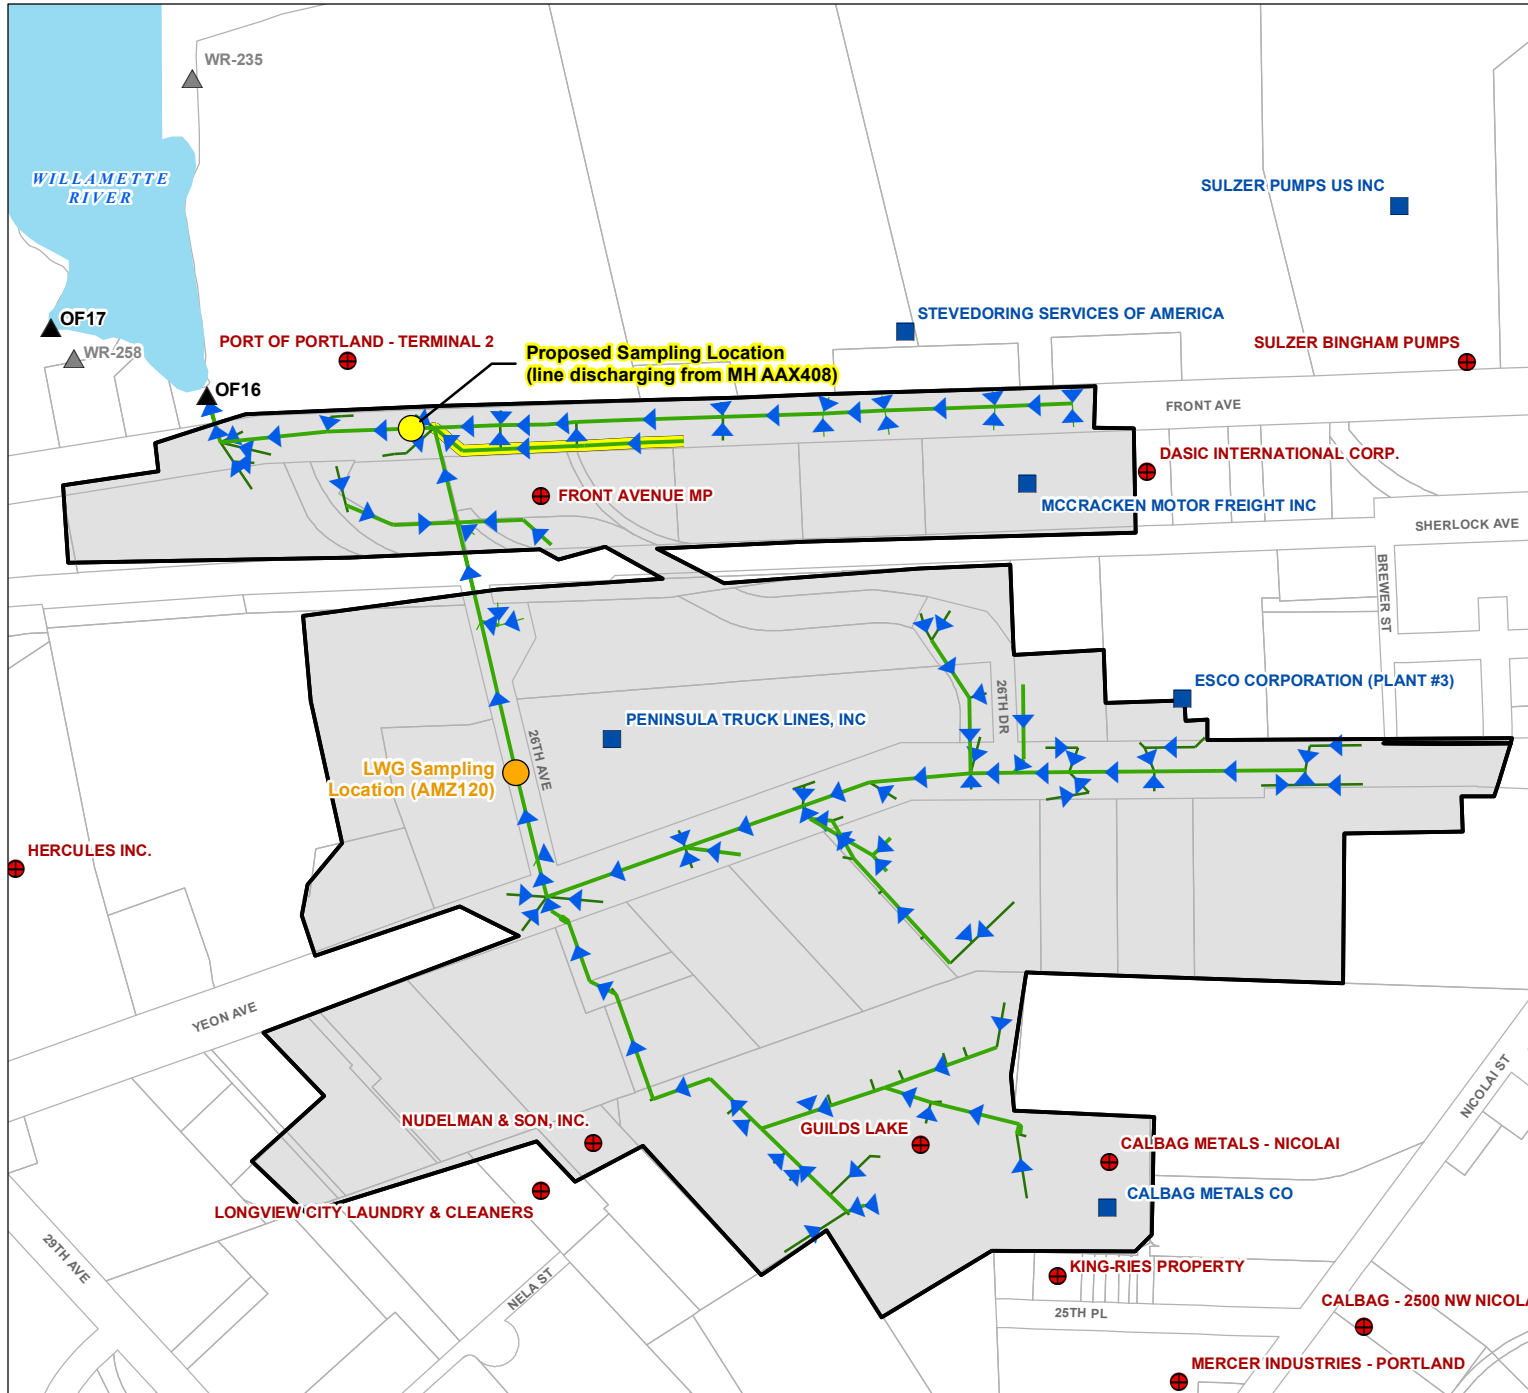 WR-235
WILLAMETTE
RIVER
SULZER PUMPS US INC
OF17
STEVEDORING SERVICES OF AMERICA
PORT OF PORTLAND - TERMINAL 2
SULZER BINGHAM PUMPS
WR-258
Proposed Sampling Location
(line discharging from MH AAX408)
OF16
FRONT AVE
DASIC INTERNATIONAL CORP.
FRONT AVENUE MP
MCCRACKEN MOTOR FREIGHT INC
SHERLOCK AVE
BREWER ST
ESCO CORPORATION (PLANT #3)
26TH DR
PENINSULA TRUCK LINES, INC
26TH AVE
LWG Sampling
Location (AMZ120)
HERCULES INC.
YEON AVE
NICOLAI ST
NUDELMAN & SON, INC.
GUILDS LAKE
CALBAG METALS - NICOLAI
CALBAG METALS CO
LONGVIEW CITY LAUNDRY & CLEANERS
29TH AVE
KING-RIES PROPERTY
NELA ST
25TH PL
CALBAG - 2500 NW NICOLA
MERCER INDUSTRIES - PORTLAND